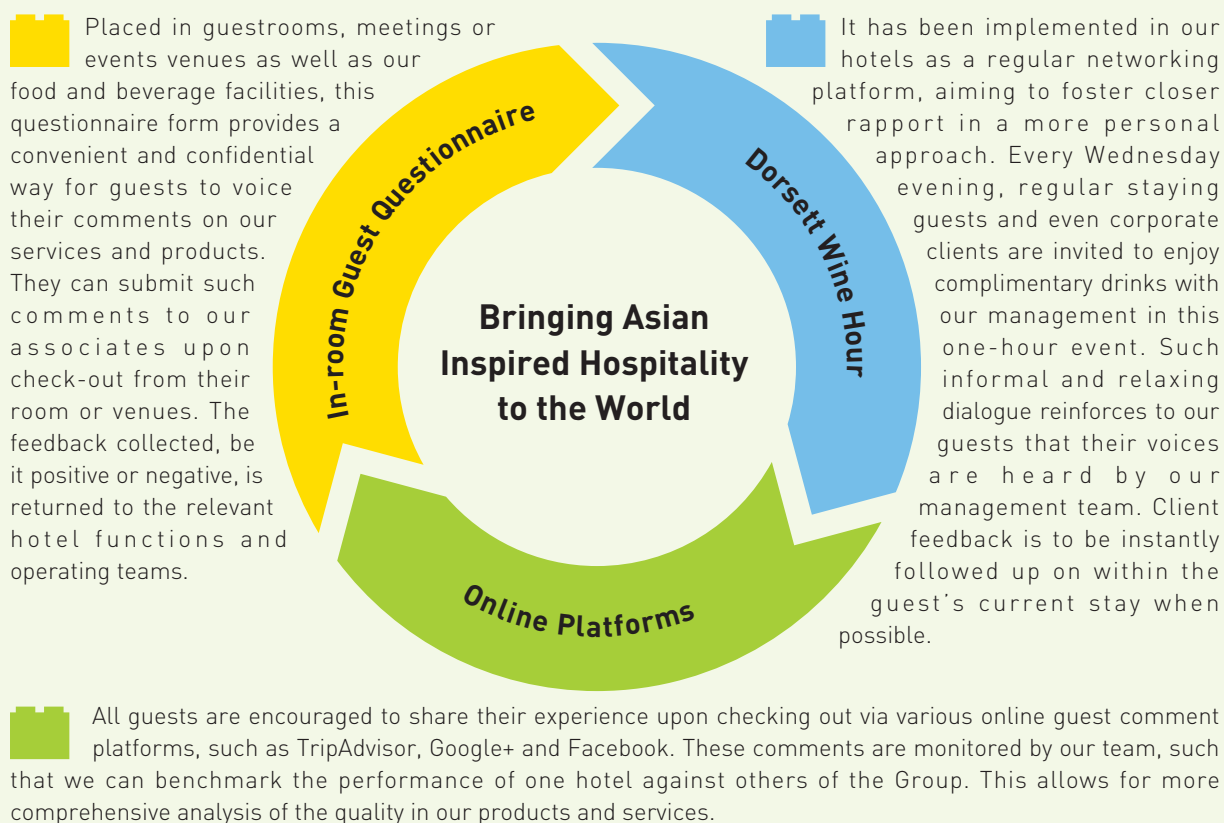 Placed in guestrooms, meetings or
events venues as well as our
food and beverage facilities, this
questionnaire form provides a
convenient and confidential
way for guests to voice
their comments on our
services and products.
They can submit such
comments to our
associates upon
check-out from their
room or venues. The
feedback collected, be
it positive or negative, is
returned to the relevant
hotel functions and
operating teams.
In-room Guest Questionnaire
Bringing Asian
Inspired Hospitality
to the World
Dorsett Wine Hour
It has been implemented in our
hotels as a regular networking
platform, aiming to foster closer
rapport in a more personal
approach. Every Wednesday
evening, regular staying
guests and even corporate
clients are invited to enjoy
complimentary drinks with
our management in this
one-hour event. Such
informal and relaxing
dialogue reinforces to our
guests that their voices
are heard by our
management team. Client
feedback is to be instantly
followed up on within the
guest's current stay when
possible.
Online Platforms
All guests are encouraged to share their experience upon checking out via various online guest comment
platforms, such as TripAdvisor, Google+ and Facebook. These comments are monitored by our team, such
that we can benchmark the performance of one hotel against others of the Group. This allows for more
comprehensive analysis of the quality in our products and services.